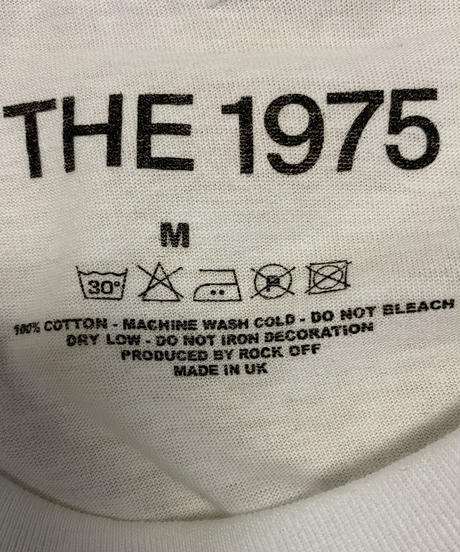 THE 1975
M
30°
100% COTTON - MACHINE WASH COLD - DO NOT BLEACH
DRY LOW - DO NOT IRON DECORATION
PRODUCED BY ROCK OFF
MADE IN UK